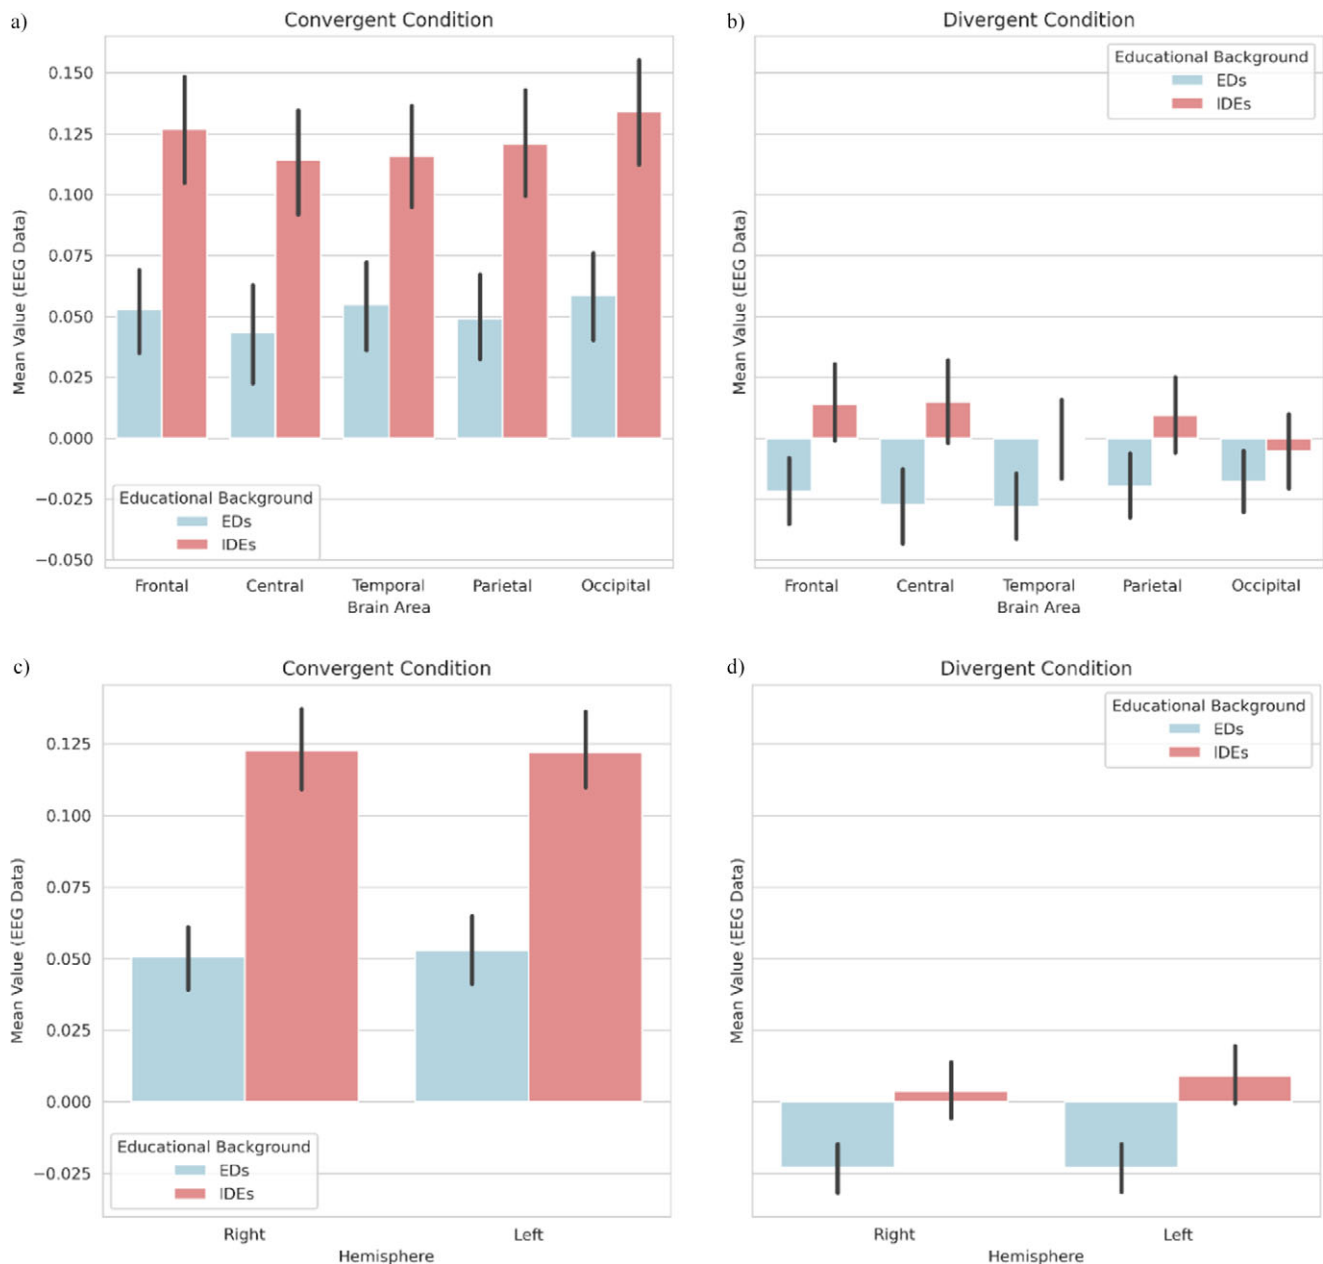 a)
Convergent Condition
Mean Value (EEG Data)
0.150
0.125
0.100
0.075
0.050
0.025
0.000
−0.025
−0.050
Educational Background
EDs
IDEs
Frontal Central Temporal Parietal Occipital
Brain Area
b)
Divergent Condition
Mean Value (EEG Data)
Educational Background
EDs
IDEs
Frontal Central Temporal Parietal Occipital
Brain Area
c)
Convergent Condition
Mean Value (EEG Data)
0.125
0.100
0.075
0.050
0.025
0.000
−0.025
Educational Background
EDs
IDEs
Right Left
Hemisphere
d)
Divergent Condition
Mean Value (EEG Data)
Educational Background
EDs
IDEs
Right Left
Hemisphere